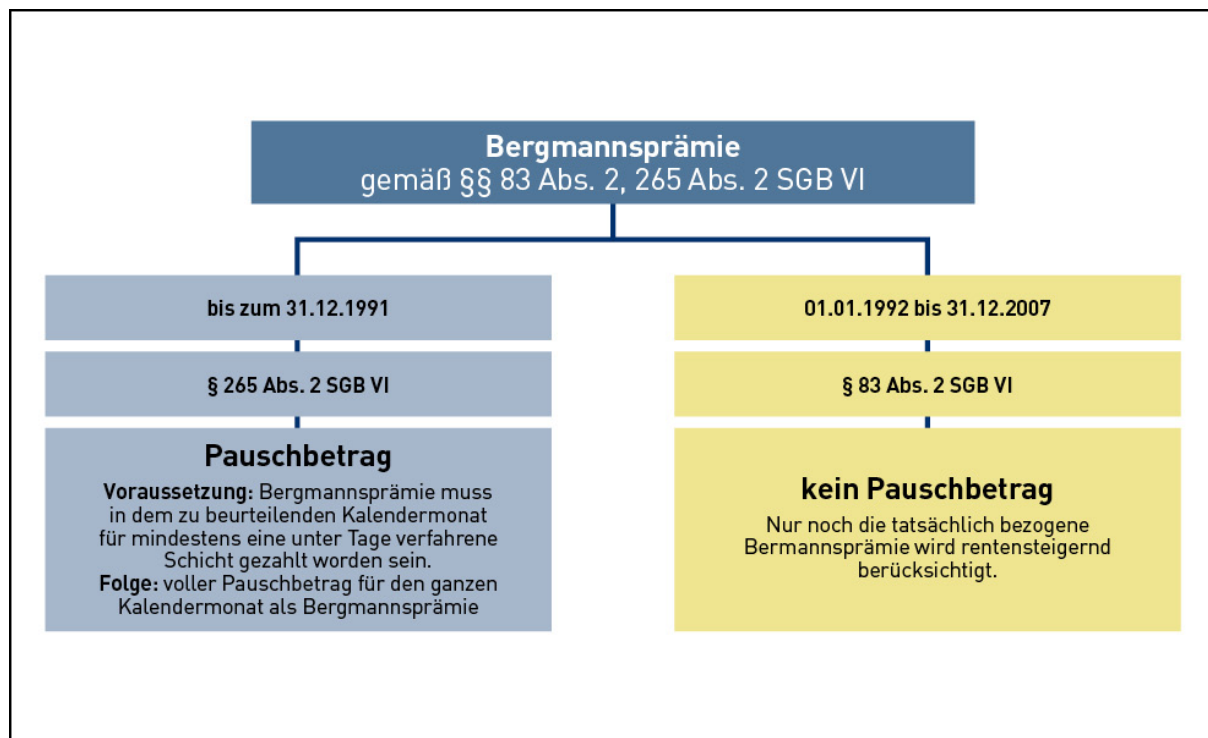 Bergmannsprämie
gemäß §§ 83 Abs. 2, 265 Abs. 2 SGB VI
bis zum 31.12.1991
§ 265 Abs. 2 SGB VI
Pauschbetrag
Voraussetzung: Bergmannsprämie muss
in dem zu beurteilenden Kalendermonat
für mindestens eine unter Tage verfahrene
Schicht gezahlt worden sein.
Folge: voller Pauschbetrag für den ganzen
Kalendermonat als Bergmannsprämie
01.01.1992 bis 31.12.2007
§ 83 Abs. 2 SGB VI
kein Pauschbetrag
Nur noch die tatsächlich bezogene
Bermannsprämie wird rentensteigernd
berücksichtigt.